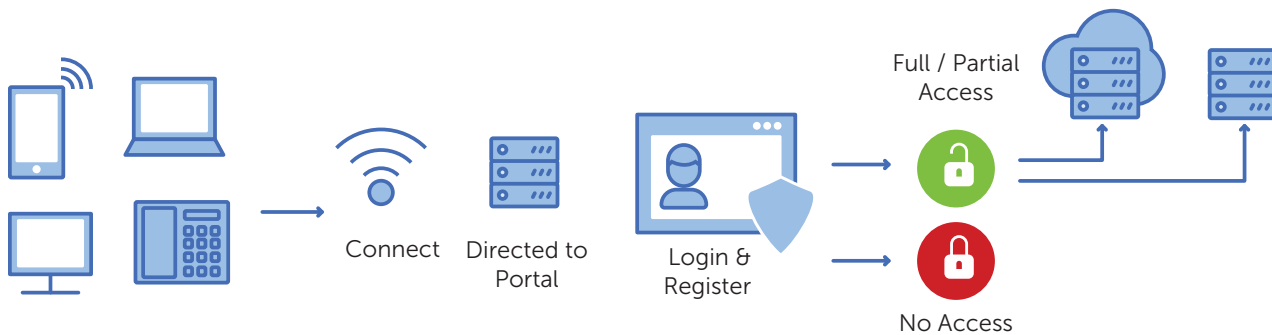 Connect
Directed to
Portal
Login &
Register
Full / Partial
Access
No Access